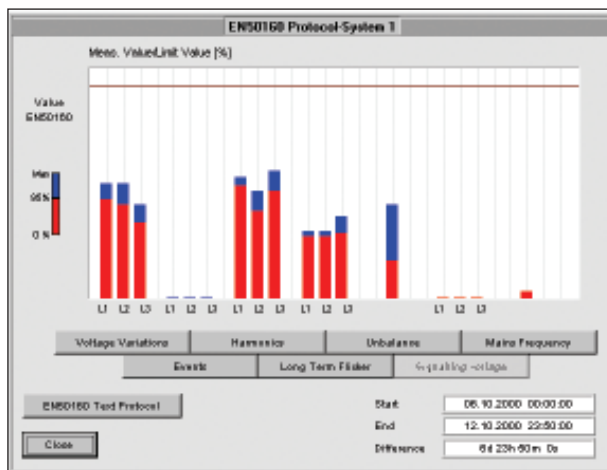 EN50160 Protocol-System 1
Meas. Value/Limit Value [%]
Value
EN50160
Max
95%
0 %
L1 L2 L3 L1 L2 L3 L1 L2 L3 L1 L2 L3 L1 L2 L3
Voltage Variations Harmonics Unbalance Mains Frequency
Events Long Term Flicker Signaling Voltage
EN50160 Text Protocol
Start 06.10.2000 00:00:00
End 12.10.2000 23:50:00
Close
Difference 6d 23h 50m 0s